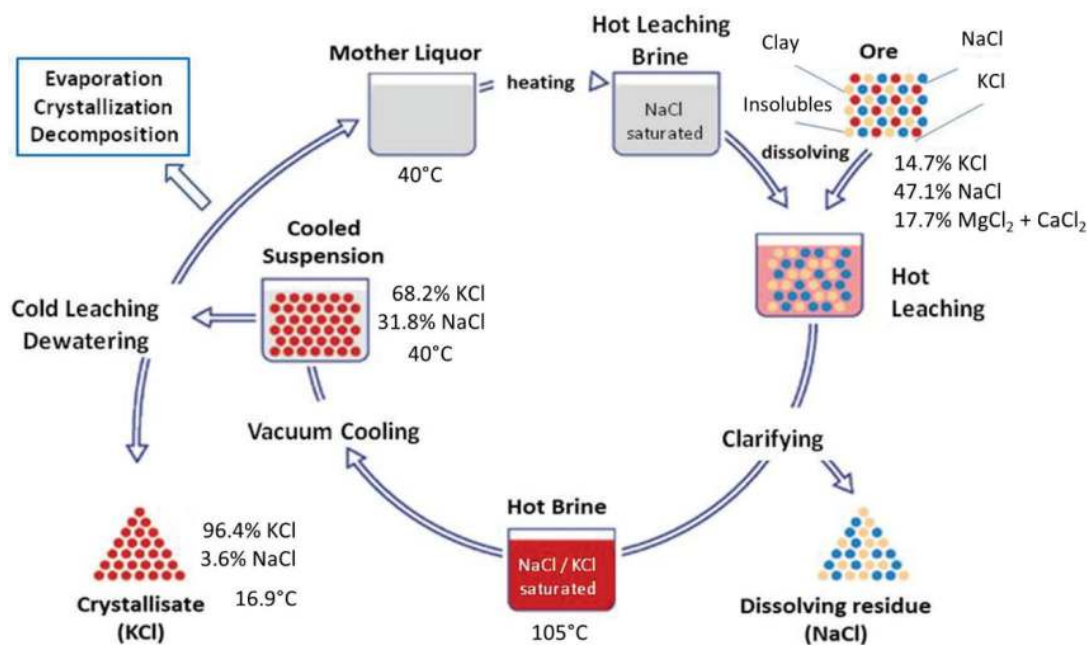 Evaporation
Crystallization
Decomposition
Mother Liquor
40°C
heating
Hot Leaching
Brine
NaCl
saturated
Clay
Ore
NaCl
KCl
Insolubles
dissolving
14.7% KCl
47.1% NaCl
17.7% MgCl₂ + CaCl₂
Hot
Leaching
Cooled
Suspension
68.2% KCl
31.8% NaCl
40°C
Cold Leaching
Dewatering
Vacuum Cooling
Clarifying
Hot Brine
NaCl / KCl
saturated
105°C
96.4% KCl
3.6% NaCl
16.9°C
Crystallisate
(KCl)
Dissolving residue
(NaCl)